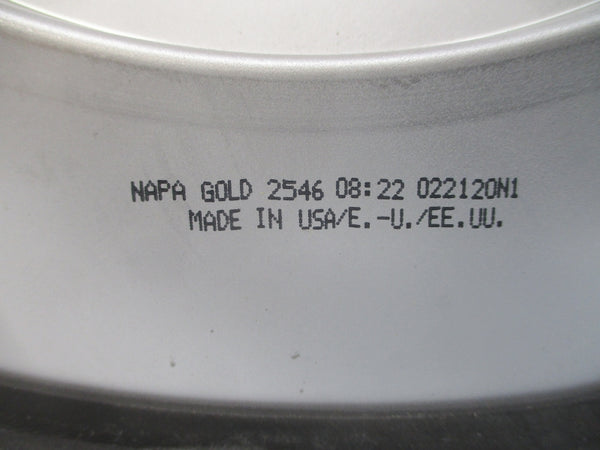 NAPA GOLD 2546 08:22 022120N1
MADE IN USA/E.-U./EE.UU.